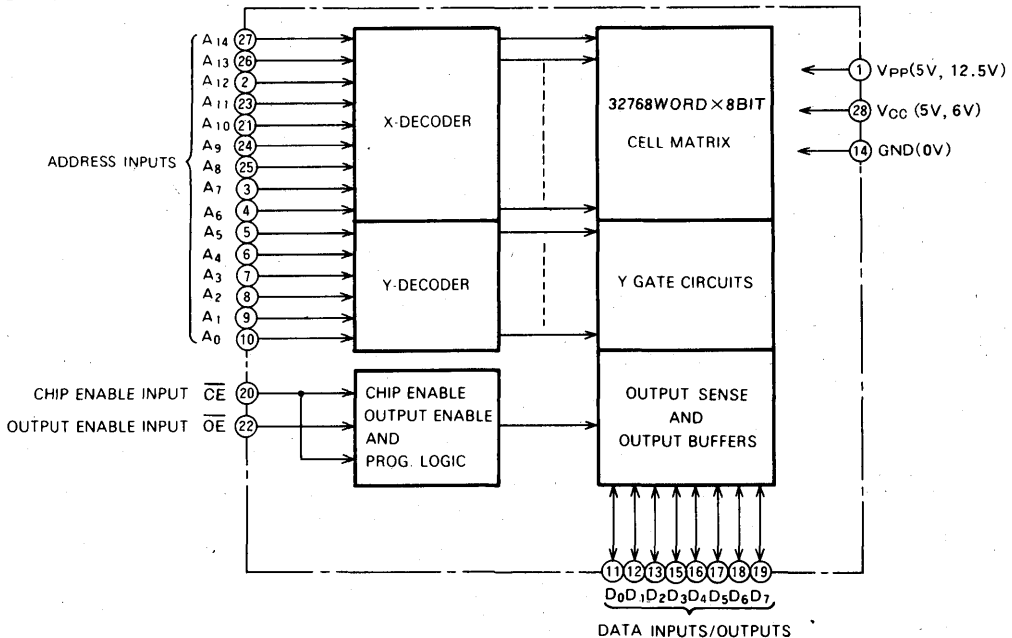 ADDRESS INPUTS
A14 27
A13 26
A12 2
A11 23
A10 21
A9 24
A8 25
A7 3
A6 4
A5 5
A4 6
A3 7
A2 8
A1 9
A0 10
CHIP ENABLE INPUT CE 20
OUTPUT ENABLE INPUT OE 22
X-DECODER
Y-DECODER
CHIP ENABLE
OUTPUT ENABLE
AND
PROG. LOGIC
32768WORD×8BIT
CELL MATRIX
Y GATE CIRCUITS
OUTPUT SENSE
AND
OUTPUT BUFFERS
1 VPP(5V, 12.5V)
28 VCC (5V, 6V)
14 GND(0V)
11 12 13 15 16 17 18 19
D0 D1 D2 D3 D4 D5 D6 D7
DATA INPUTS/OUTPUTS